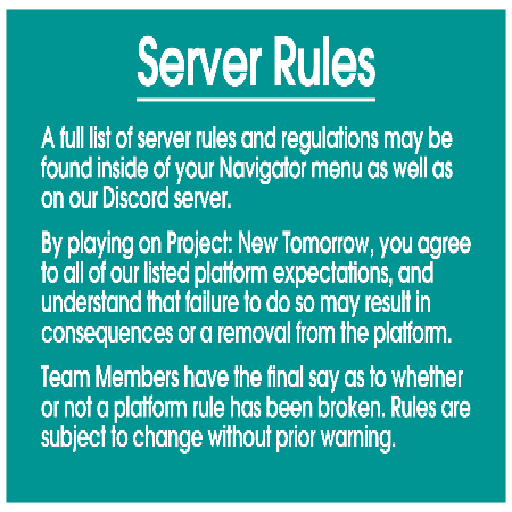 Server Rules
A full list of server rules and regulations may be
found inside of your Navigator menu as well as
on our Discord server.
By playing on Project: New Tomorrow, you agree
to all of our listed platform expectations, and
understand that failure to do so may result in
consequences or a removal from the platform.
Team Members have the final say as to whether
or not a platform rule has been broken. Rules are
subject to change without prior warning.